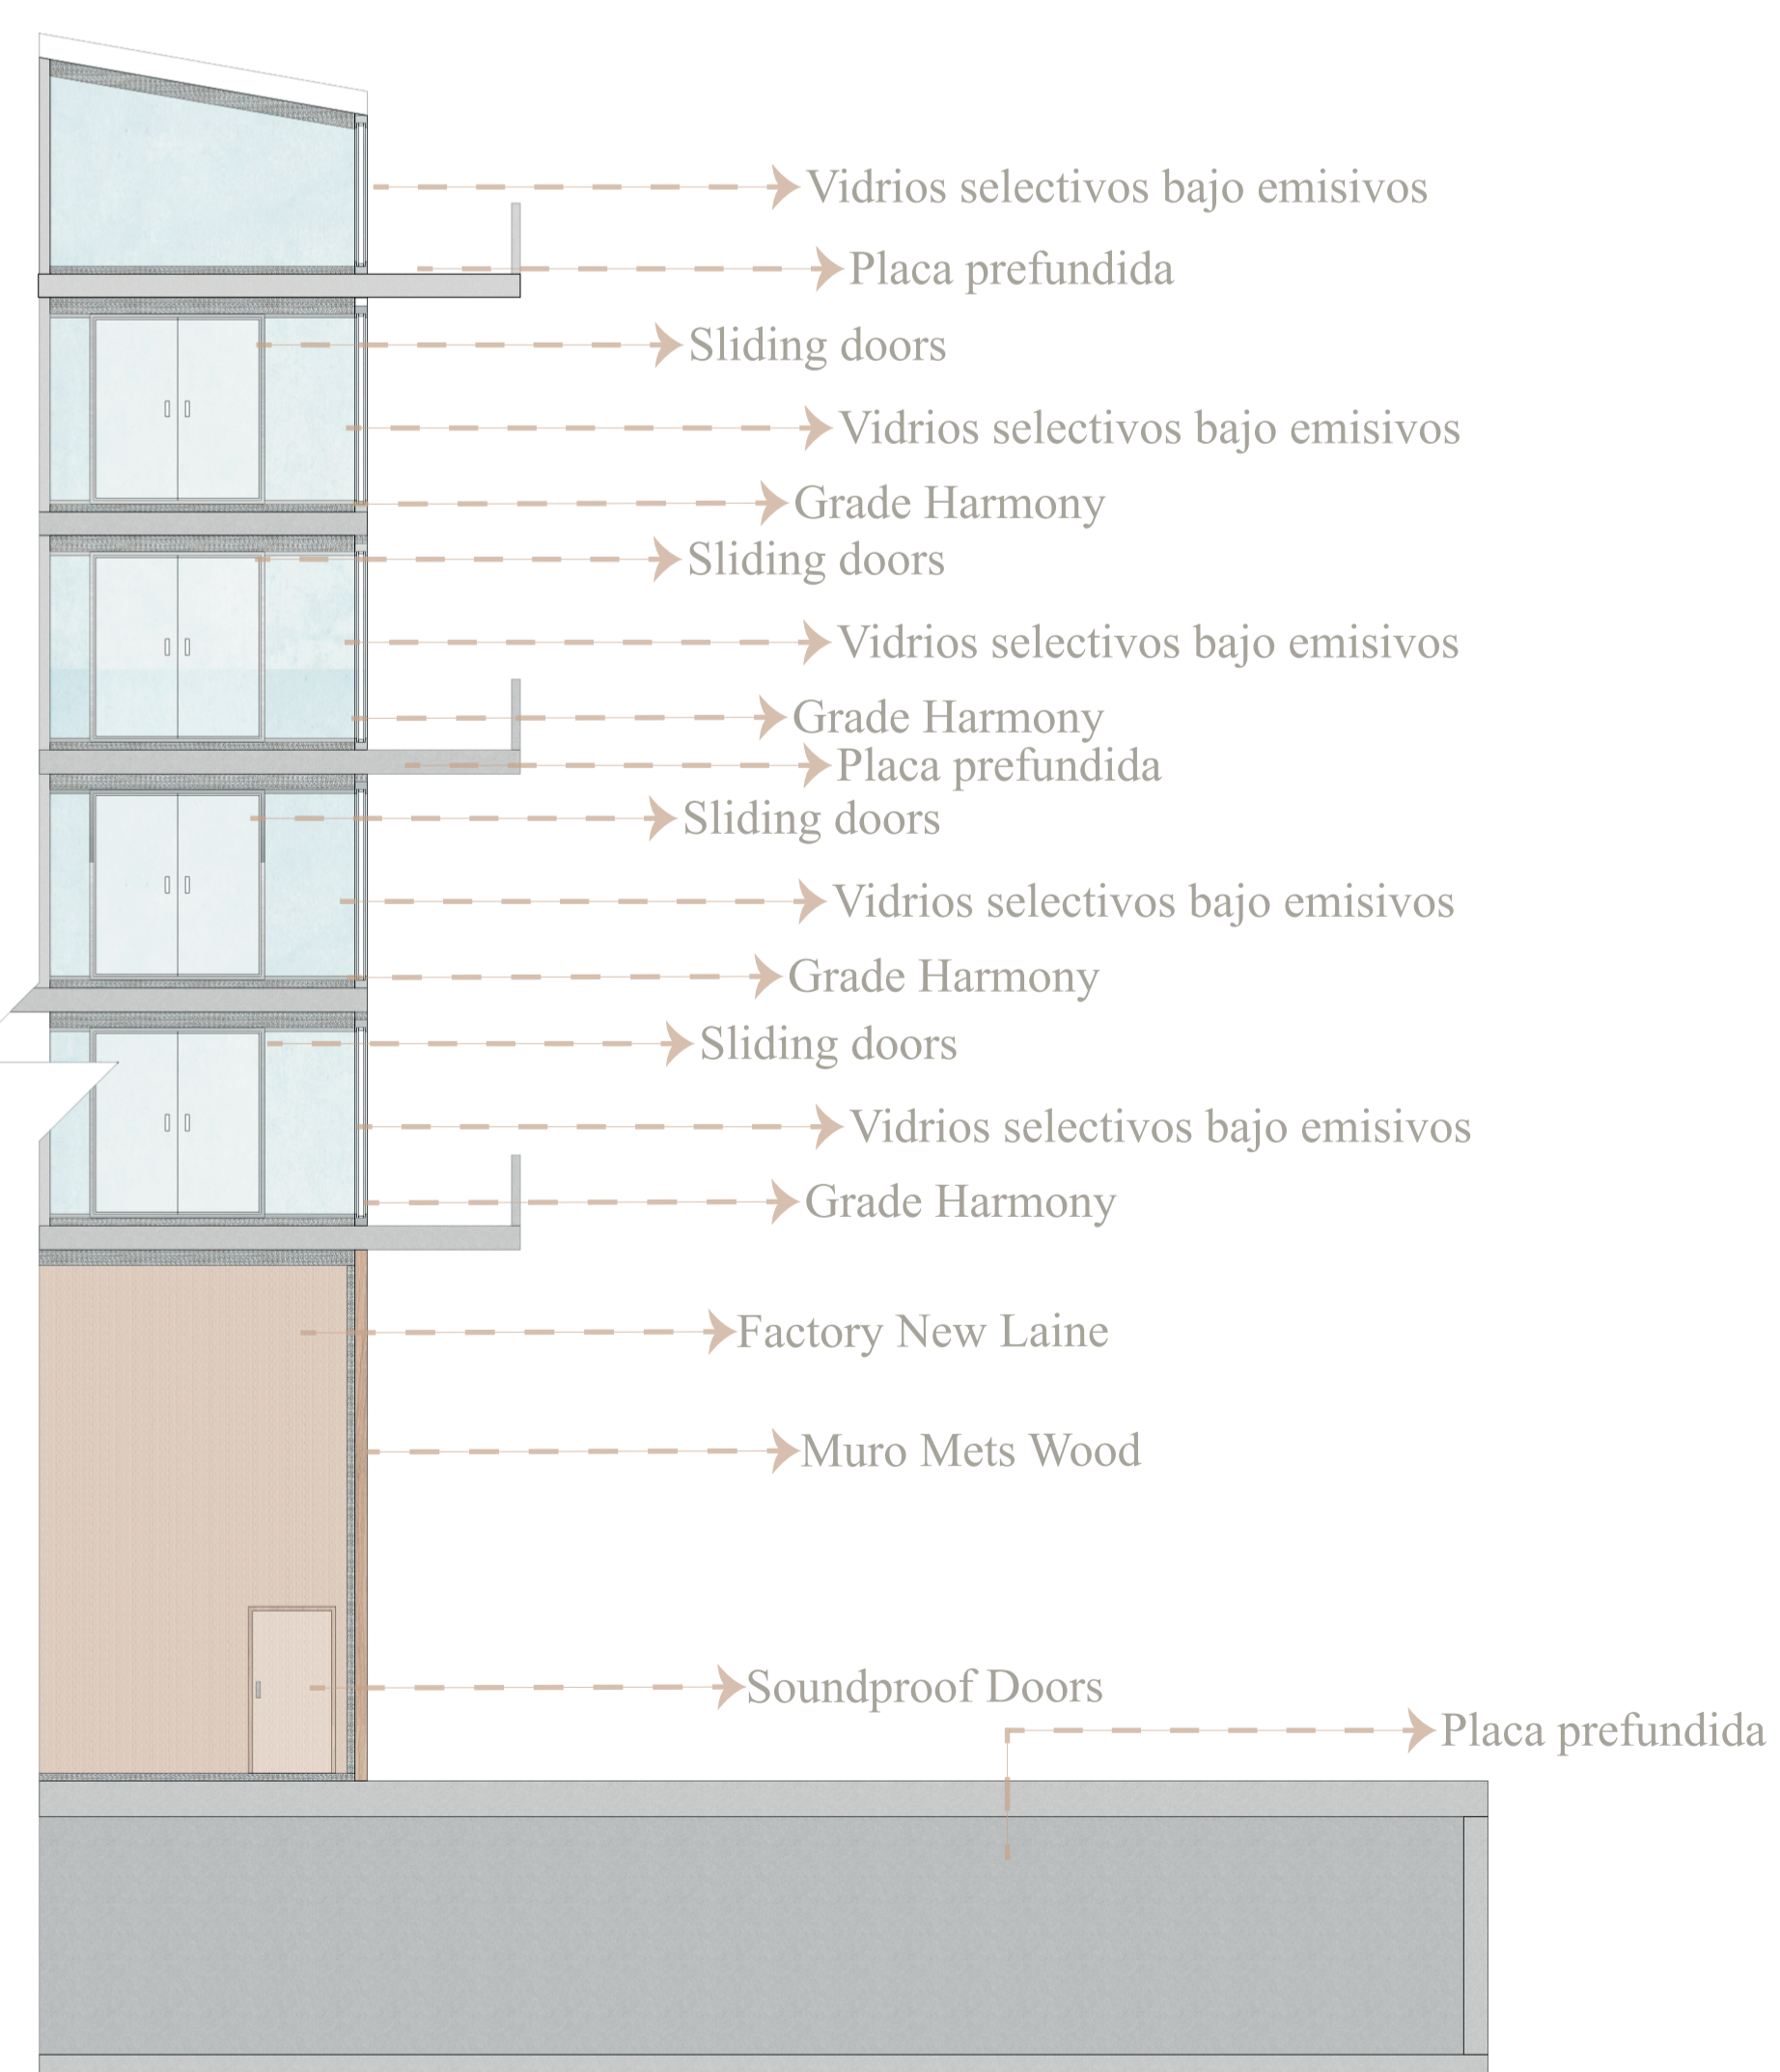 Vidrios selectivos bajo emisivos
Placa prefundida
Sliding doors
Vidrios selectivos bajo emisivos
Grade Harmony
Sliding doors
Vidrios selectivos bajo emisivos
Grade Harmony
Placa prefundida
Sliding doors
Vidrios selectivos bajo emisivos
Grade Harmony
Sliding doors
Vidrios selectivos bajo emisivos
Grade Harmony
Factory New Laine
Muro Mets Wood
Soundproof Doors
Placa prefundida